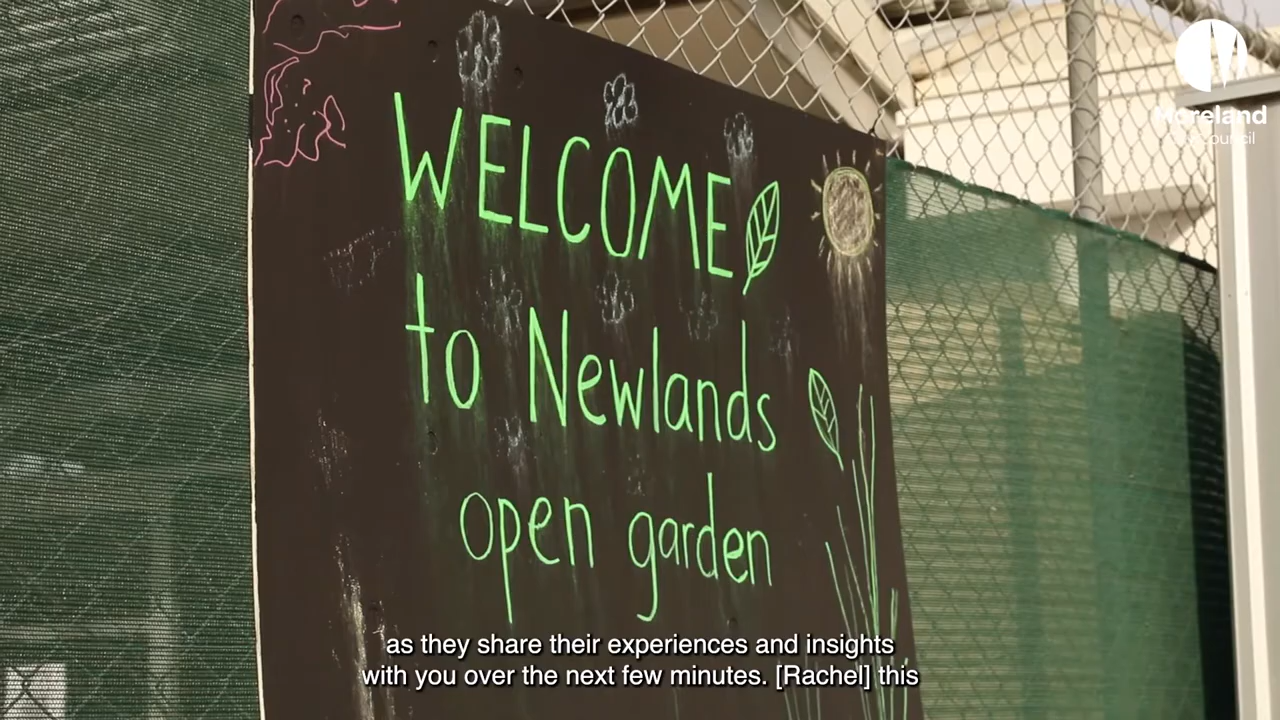 Moreland
City Council
WELCOME
to Newlands
open garden
as they share their experiences and insights
with you over the next few minutes. [Rachel] this